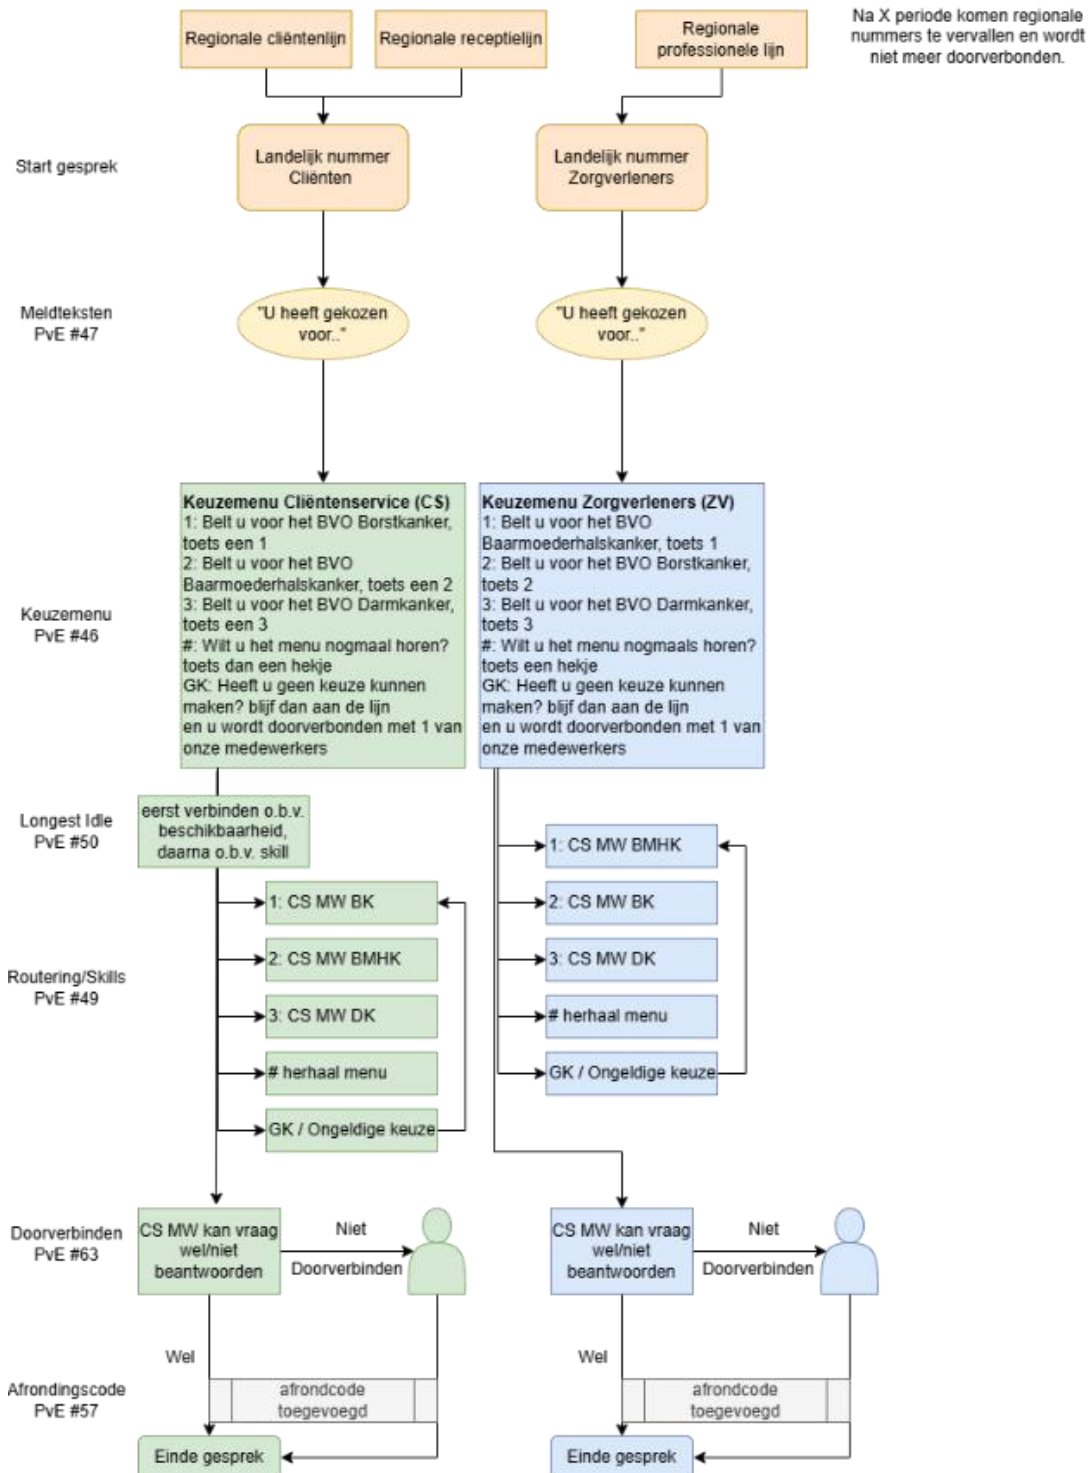 Regionale cliëntenlijn
Regionale receptielijn
Regionale
professionele lijn
Na X periode komen regionale
nummers te vervallen en wordt
niet meer doorverbonden.
Start gesprek
Landelijk nummer
Cliënten
Landelijk nummer
Zorgverleners
Meldteksten
PvE #47
"U heeft gekozen
voor.."
"U heeft gekozen
voor.."
Keuzemenu
PvE #46
Keuzemenu Cliëntenservice (CS)
1: Belt u voor het BVO Borstkanker,
toets een 1
2: Belt u voor het BVO
Baarmoederhalskanker, toets een 2
3: Belt u voor het BVO Darmkanker,
toets een 3
#: Wilt u het menu nogmaal horen?
toets dan een hekje
GK: Heeft u geen keuze kunnen
maken? blijf dan aan de lijn
en u wordt doorverbonden met 1 van
onze medewerkers
Keuzemenu Zorgverleners (ZV)
1: Belt u voor het BVO
Baarmoederhalskanker, toets 1
2: Belt u voor het BVO Borstkanker,
toets 2
3: Belt u voor het BVO Darmkanker,
toets 3
#: Wilt u het menu nogmaals horen?
toets een hekje
GK: Heeft u geen keuze kunnen
maken? blijf dan aan de lijn
en u wordt doorverbonden met 1 van
onze medewerkers
Longest Idle
PvE #50
eerst verbinden o.b.v.
beschikbaarheid,
daarna o.b.v. skill
Routering/Skills
PvE #49
1: CS MW BK
2: CS MW BMHK
3: CS MW DK
# herhaal menu
GK / Ongeldige keuze
1: CS MW BMHK
2: CS MW BK
3: CS MW DK
# herhaal menu
GK / Ongeldige keuze
Doorverbinden
PvE #63
CS MW kan vraag
wel/niet
beantwoorden
Niet
Doorverbinden
CS MW kan vraag
wel/niet
beantwoorden
Niet
Doorverbinden
Wel
Wel
Afrondingscode
PvE #57
afrondcode
toegevoegd
afrondcode
toegevoegd
Einde gesprek
Einde gesprek